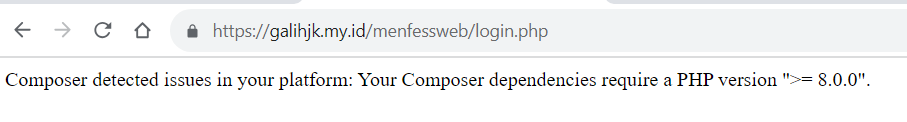 https://galihjk.my.id/menfessweb/login.php
Composer detected issues in your platform: Your Composer dependencies require a PHP version ">= 8.0.0".